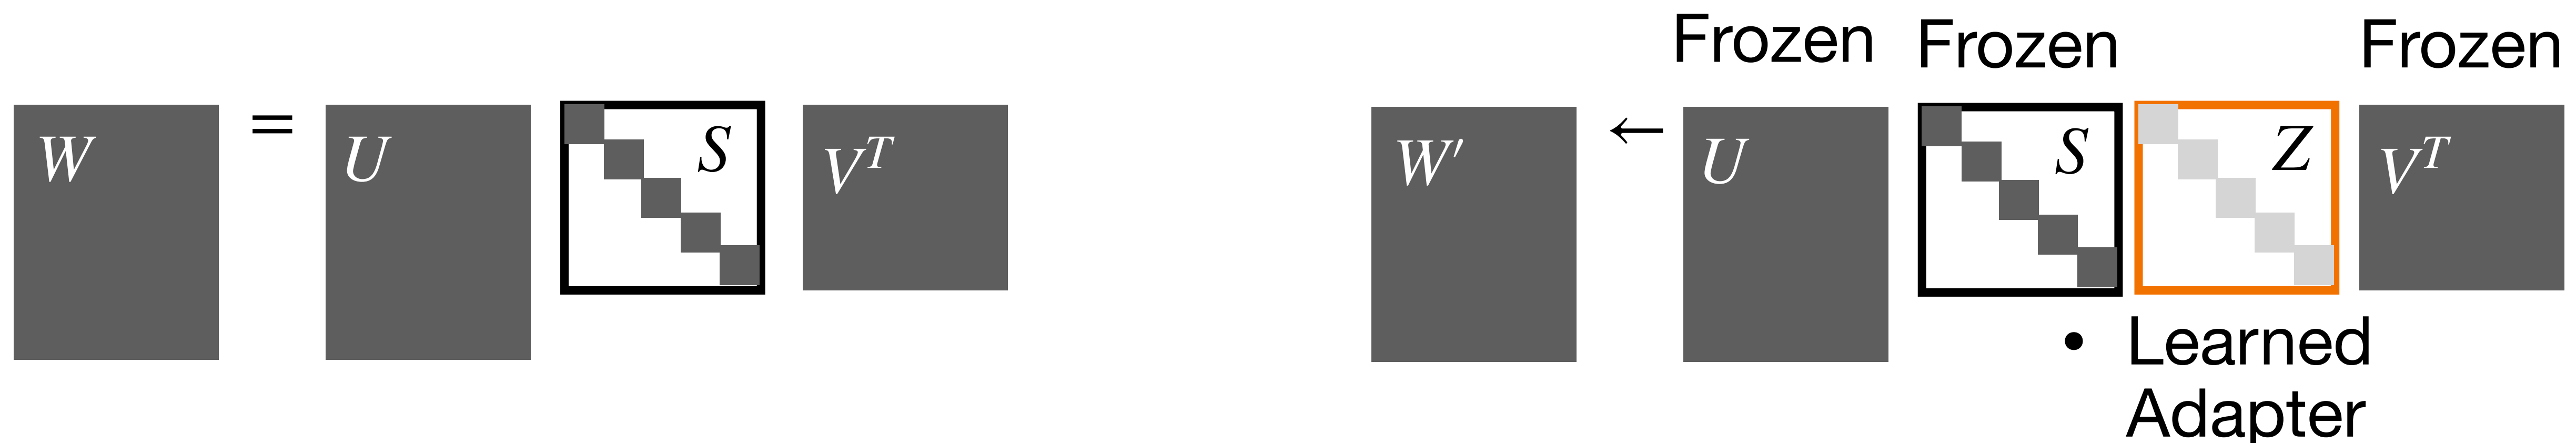 Frozen Frozen Frozen
W = U S V^T W′ ← U S Z V^T
• Learned
Adapter